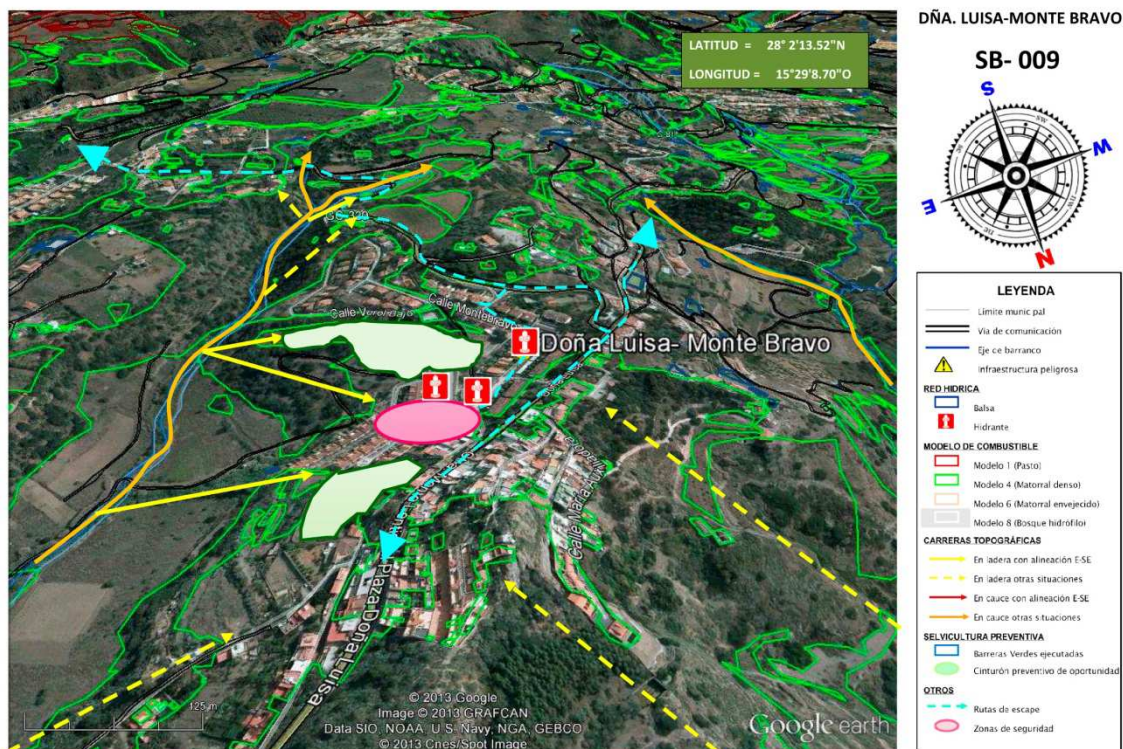 DÑA. LUISA-MONTE BRAVO
SB- 009
LATITUD = 28° 2'13.52"N
LONGITUD = 15°29'8.70"O
S
W
E
N
Calle Montebravo
Doña Luisa- Monte Bravo
Plaza Doña Luisa
125 m
© 2013 Google
Image © 2013 GRAFCAN
Data SIO, NOAA, U.S. Navy, NGA, GEBCO
© 2013 Cnes/Spot Image
Google earth
LEYENDA
Limite munic pal
Via de comunicación
Eje de barranco
Infraestructura peligrosa
RED HIDRICA
Balsa
Hidrante
MODELO DE COMBUSTIBLE
Modelo 1 (Pasto)
Modelo 4 (Matorral denso)
Modelo 6 (Matorral envejecido)
Modelo 8 (Bosque hidrófilo)
CARRERAS TOPOGRÁFICAS
En ladera con alineación E-SE
En ladera otras situaciones
En cauce con alineación E-SE
En cauce otras situaciones
SELVICULTURA PREVENTIVA
Barreras Verdes ejecutadas
Cinturón preventivo de oportunidad
OTROS
Rutas de escape
Zonas de seguridad